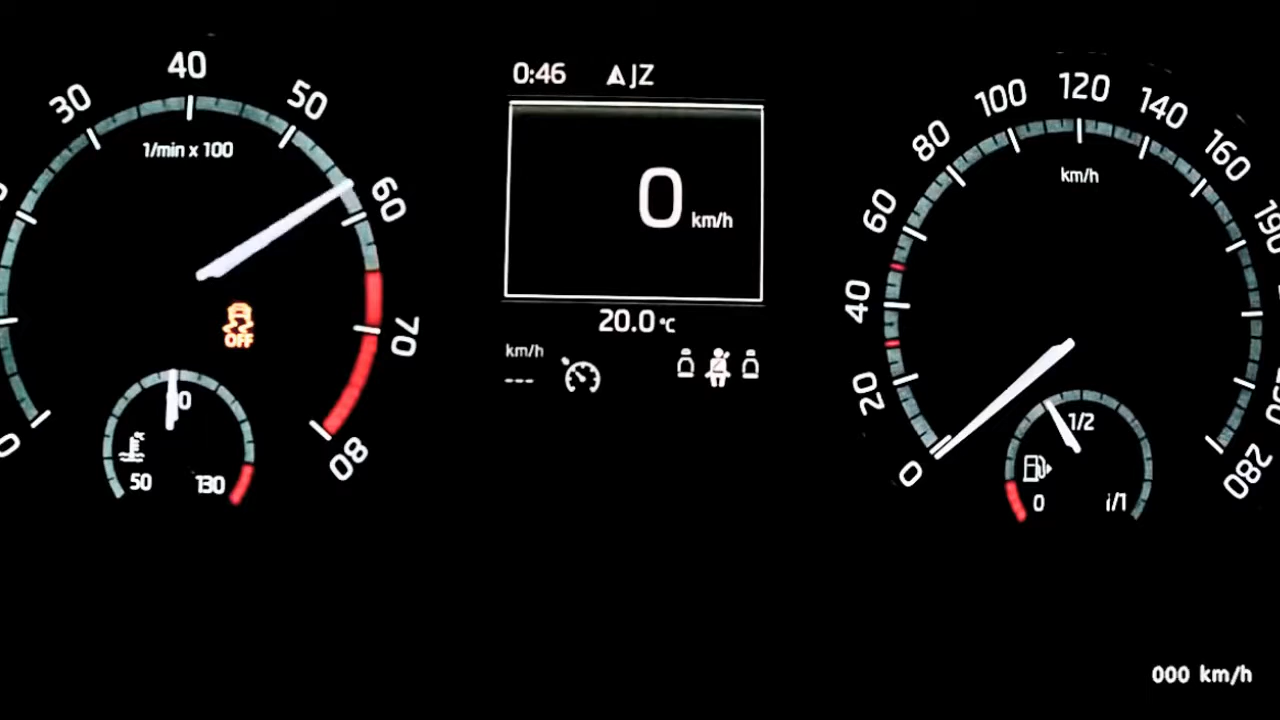 40
30
50
1/min x 100
60
70
80
0
50
130
OFF
0:46 JZ
0 km/h
20.0 °C
km/h
---
100
120
140
80
160
km/h
60
40
20
0
1/2
0
1/1
280
000 km/h